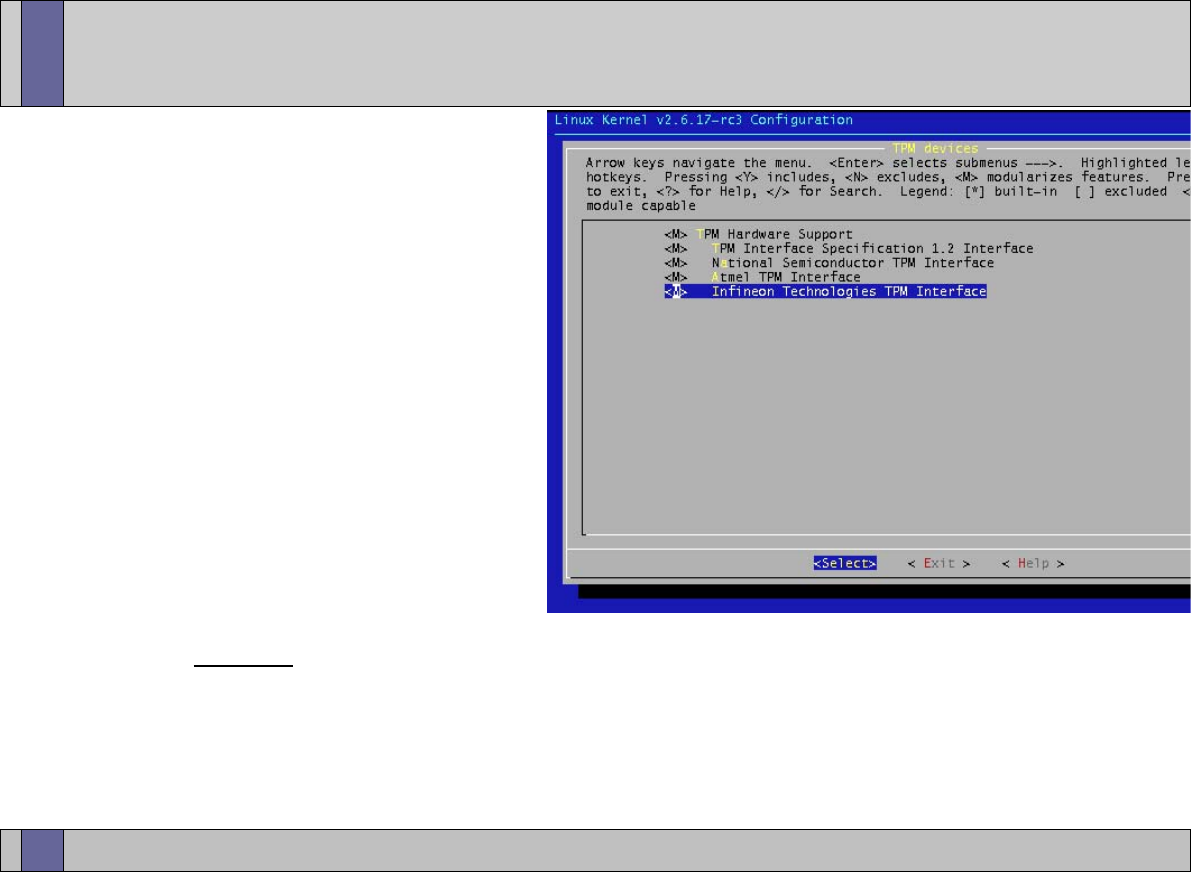 Linux Kernel v2.6.17-rc3 Configuration
TPM devices
Arrow keys navigate the menu. <Enter> selects submenus --->. Highlighted le
hotkeys. Pressing <Y> includes, <N> excludes, <M> modularizes features. Pre
to exit, <?> for Help, </> for Search. Legend: [*] built-in [ ] excluded <
module capable
<M> TPM Hardware Support
<M> TPM Interface Specification 1.2 Interface
<M> National Semiconductor TPM Interface
<M> Atmel TPM Interface
<M> Infineon Technologies TPM Interface
<Select> < Exit > < Help >